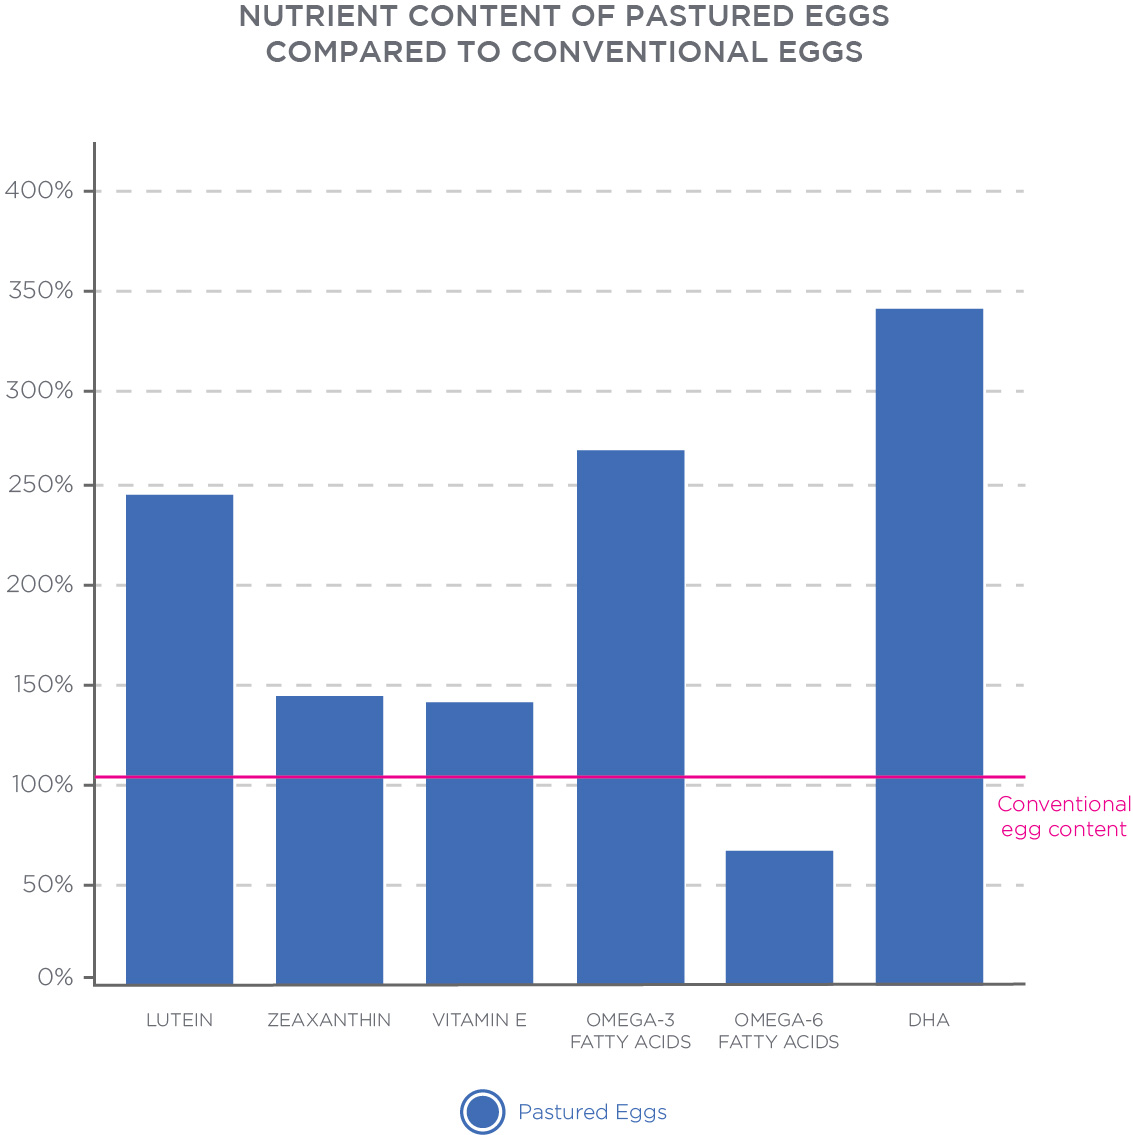 NUTRIENT CONTENT OF PASTURED EGGS
COMPARED TO CONVENTIONAL EGGS
400%
350%
300%
250%
200%
150%
100%
50%
0%
Conventional
egg content
LUTEIN
ZEAXANTHIN
VITAMIN E
OMEGA-3
FATTY ACIDS
OMEGA-6
FATTY ACIDS
DHA
Pastured Eggs